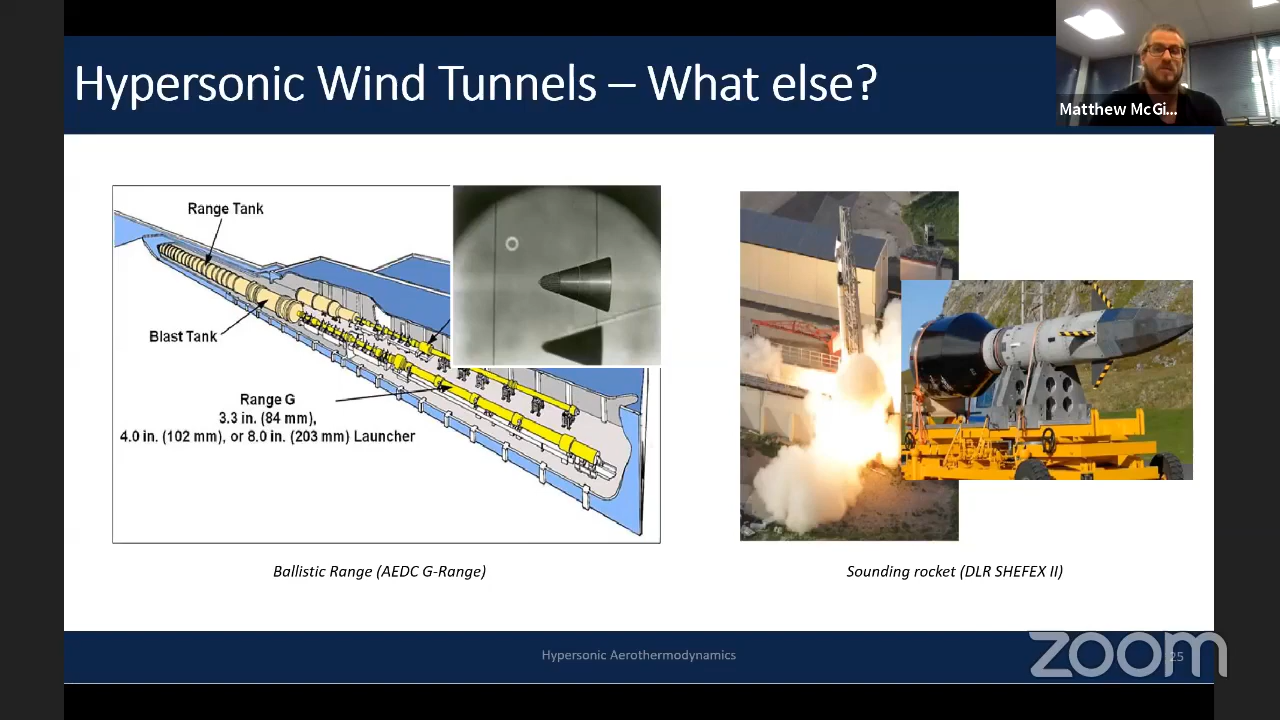 Hypersonic Wind Tunnels – What else?
Matthew McGi...
Range Tank
Blast Tank
Range G
3.3 in. (84 mm),
4.0 in. (102 mm), or 8.0 in. (203 mm) Launcher
Ballistic Range (AEDC G-Range)
Sounding rocket (DLR SHEFEX II)
Hypersonic Aerothermodynamics
25
zoom